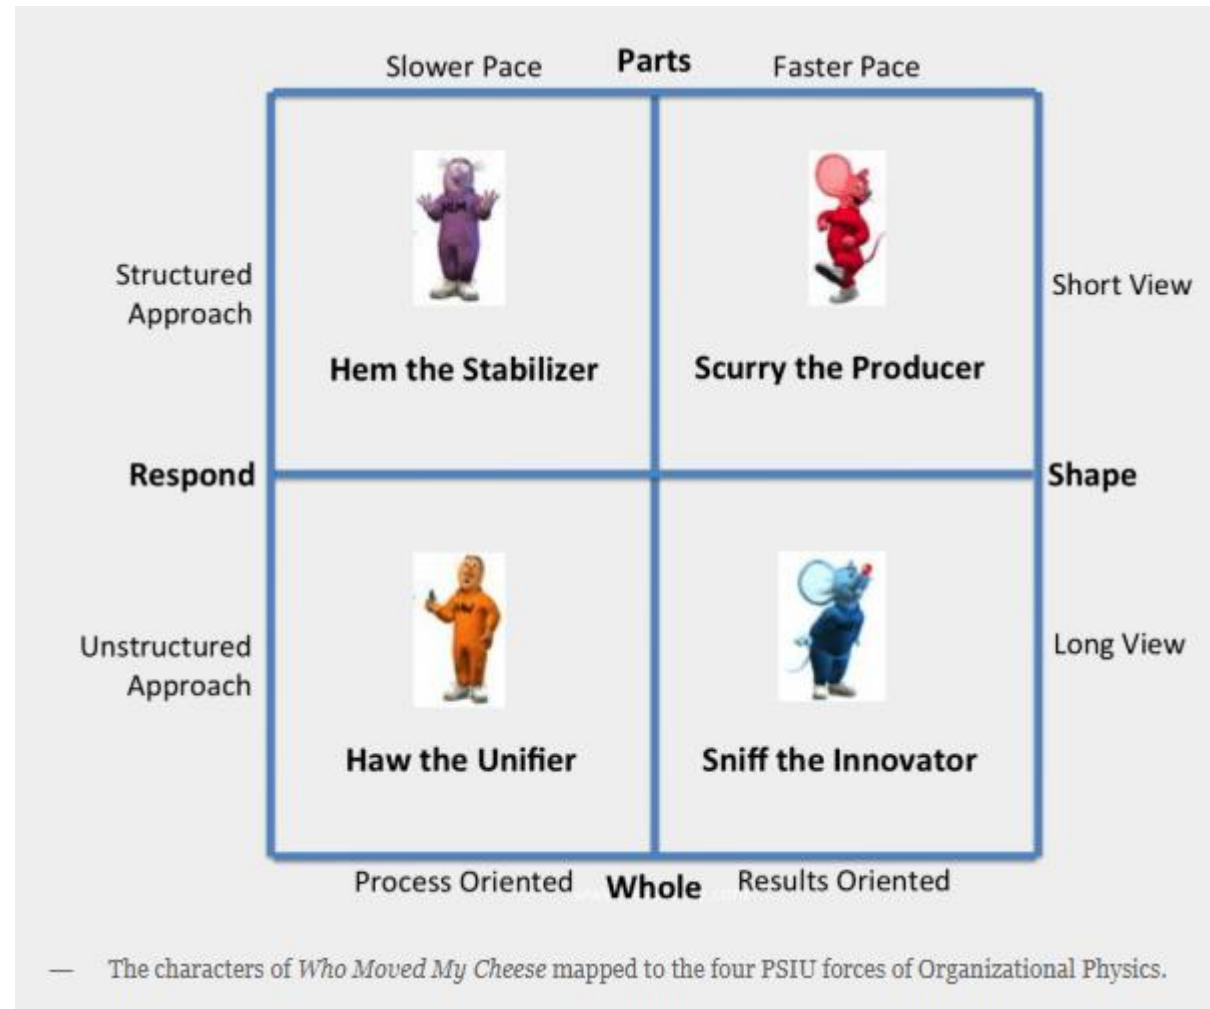 Slower Pace Parts Faster Pace
HEM
Structured
Approach
Short View
Hem the Stabilizer Scurry the Producer
Respond Shape
Unstructured
Approach
Long View
Haw the Unifier Sniff the Innovator
Process Oriented Whole Results Oriented
— The characters of Who Moved My Cheese mapped to the four PSIU forces of Organizational Physics.